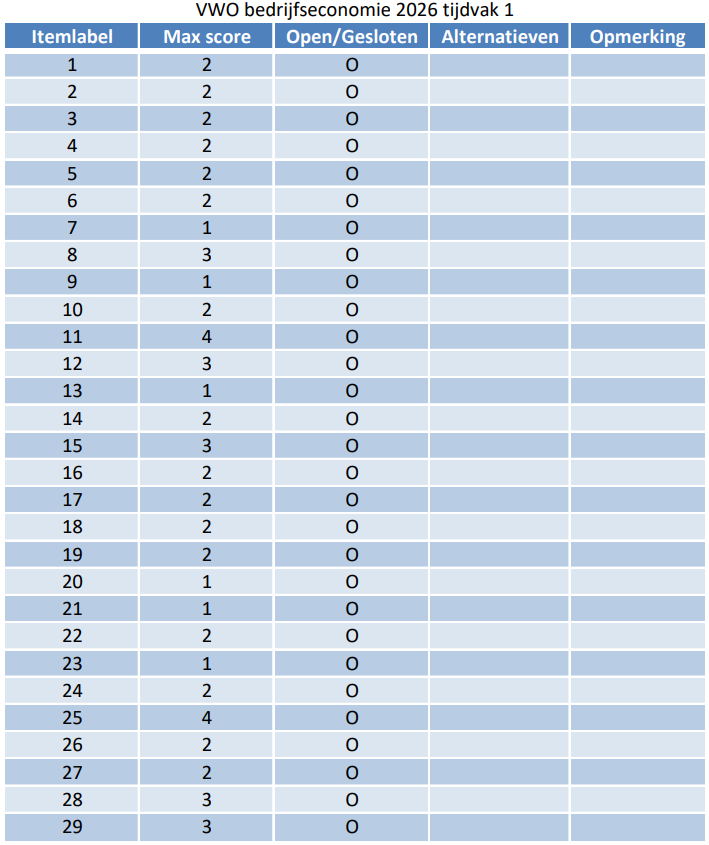 VWO bedrijfseconomie 2026 tijdvak 1
Itemlabel Max score Open/Gesloten Alternatieven Opmerking
1 2 O
2 2 O
3 2 O
4 2 O
5 2 O
6 2 O
7 1 O
8 3 O
9 1 O
10 2 O
11 4 O
12 3 O
13 1 O
14 2 O
15 3 O
16 2 O
17 2 O
18 2 O
19 2 O
20 1 O
21 1 O
22 2 O
23 1 O
24 2 O
25 4 O
26 2 O
27 2 O
28 3 O
29 3 O